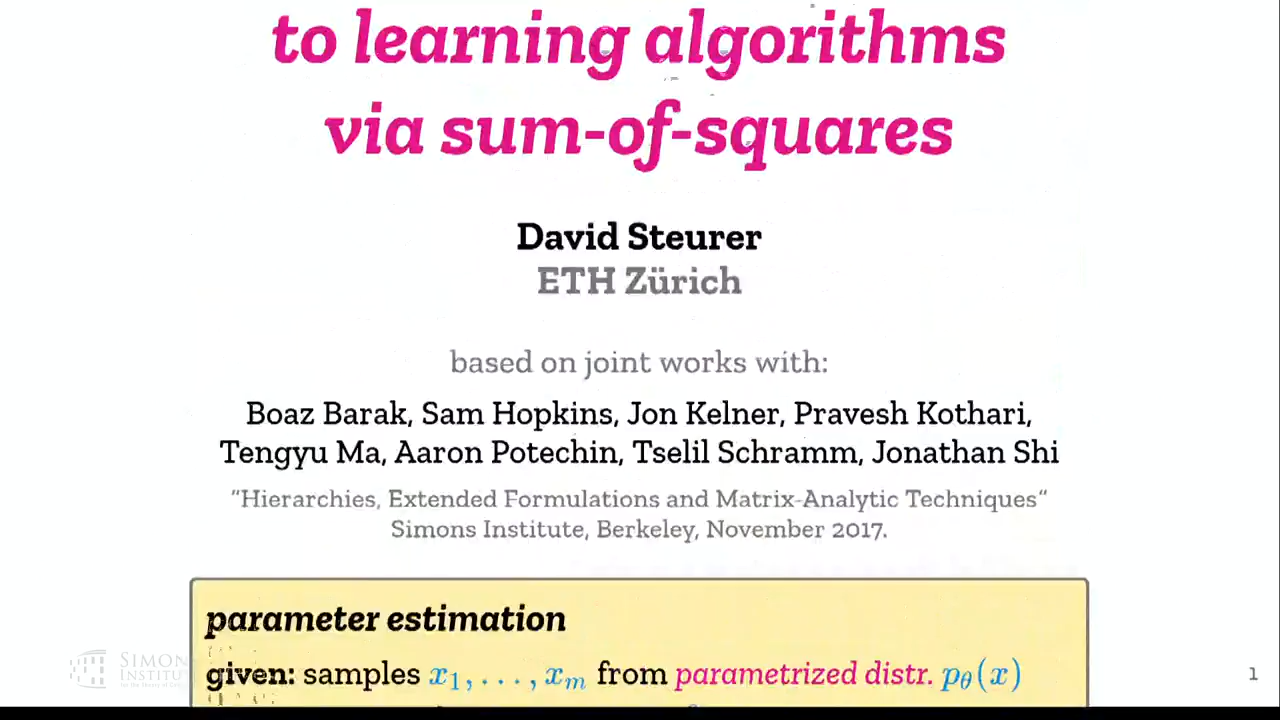 to learning algorithms
via sum-of-squares
David Steurer
ETH Zürich
based on joint works with:
Boaz Barak, Sam Hopkins, Jon Kelner, Pravesh Kothari,
Tengyu Ma, Aaron Potechin, Tselil Schramm, Jonathan Shi
“Hierarchies, Extended Formulations and Matrix-Analytic Techniques“
Simons Institute, Berkeley, November 2017.
parameter estimation
given: samples x₁, . . . , xₘ from parametrized distr. p_θ(x)
1